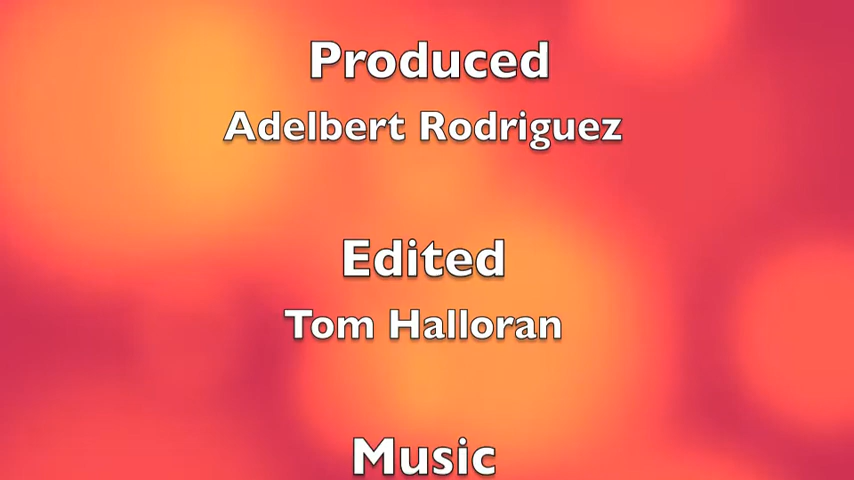 Produced
Adelbert Rodriguez
Edited
Tom Halloran
Music